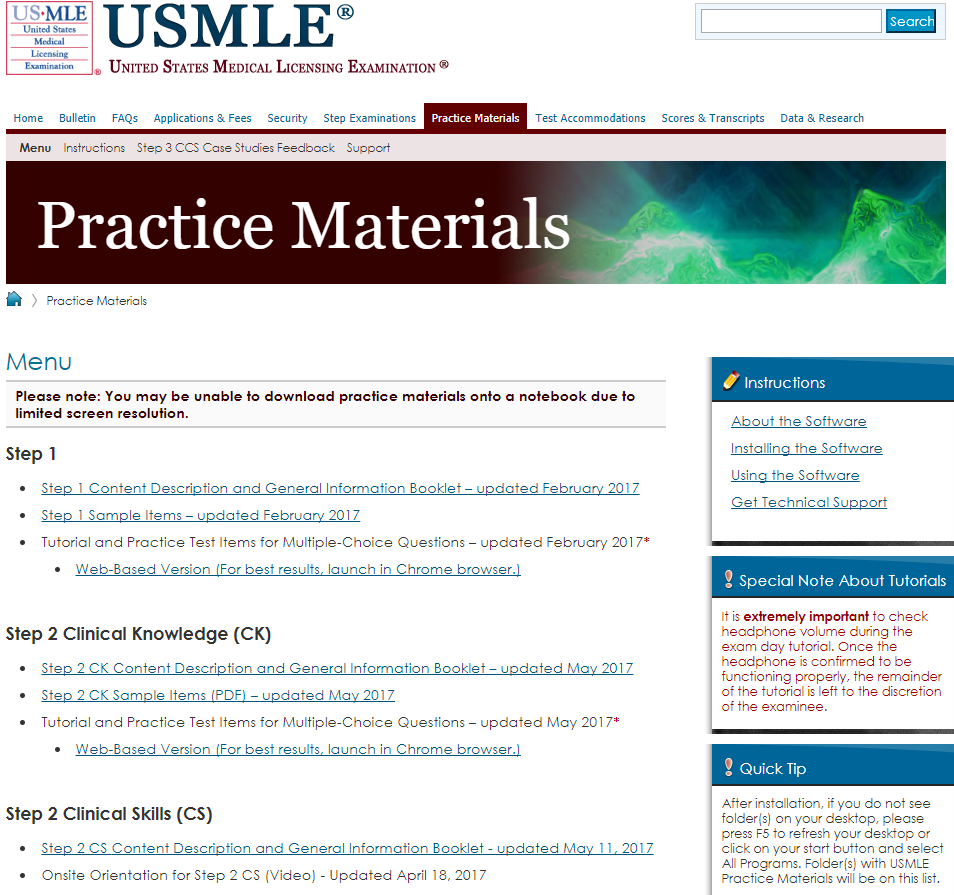 US★MLE
United States
Medical
Licensing
Examination
®
USMLE®
United States Medical Licensing Examination ®
Search
Home Bulletin FAQs Applications & Fees Security Step Examinations Practice Materials Test Accommodations Scores & Transcripts Data & Research
Menu Instructions Step 3 CCS Case Studies Feedback Support
Practice Materials
Practice Materials
Menu
Please note: You may be unable to download practice materials onto a notebook due to
limited screen resolution.
Step 1
• Step 1 Content Description and General Information Booklet – updated February 2017
• Step 1 Sample Items – updated February 2017
• Tutorial and Practice Test Items for Multiple-Choice Questions – updated February 2017*
• Web-Based Version (For best results, launch in Chrome browser.)
Step 2 Clinical Knowledge (CK)
• Step 2 CK Content Description and General Information Booklet – updated May 2017
• Step 2 CK Sample Items (PDF) – updated May 2017
• Tutorial and Practice Test Items for Multiple-Choice Questions – updated May 2017*
• Web-Based Version (For best results, launch in Chrome browser.)
Step 2 Clinical Skills (CS)
• Step 2 CS Content Description and General Information Booklet - updated May 11, 2017
• Onsite Orientation for Step 2 CS (Video) - Updated April 18, 2017
Instructions
About the Software
Installing the Software
Using the Software
Get Technical Support
Special Note About Tutorials
It is extremely important to check
headphone volume during the
exam day tutorial. Once the
headphone is confirmed to be
functioning properly, the remainder
of the tutorial is left to the discretion
of the examinee.
Quick Tip
After installation, if you do not see
folder(s) on your desktop, please
press F5 to refresh your desktop or
click on your start button and select
All Programs. Folder(s) with USMLE
Practice Materials will be on this list.